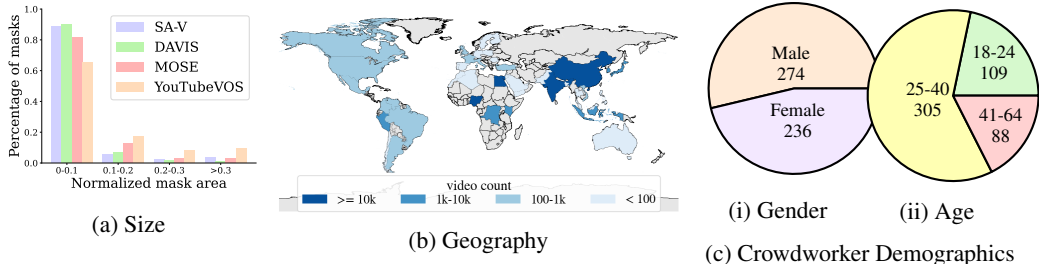 Percentage of masks
1.0
0.8
0.6
0.4
0.2
0.0
SA-V
DAVIS
MOSE
YouTubeVOS
0-0.1
0.1-0.2
0.2-0.3
>0.3
Normalized mask area
(a) Size
video count
>= 10k
1k-10k
100-1k
< 100
(b) Geography
Male
274
Female
236
(i) Gender
25-40
305
18-24
109
41-64
88
(ii) Age
(c) Crowdworker Demographics